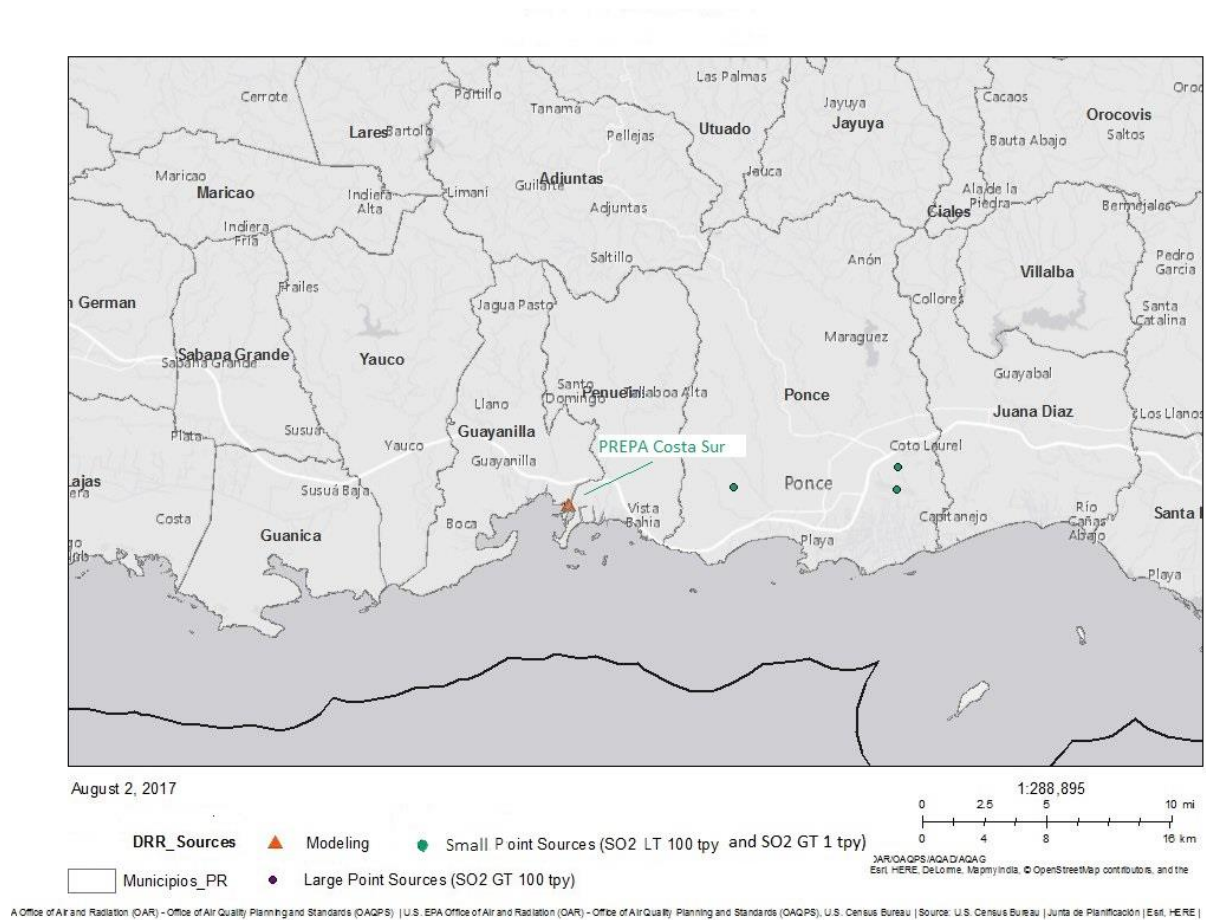 Las Palmas
Cerrote
Portillo
Tanamá
Cacaos
Oroc
Jayuya
Orocovis
Lares
Bartolo
Pellejas
Utuado
Jayuya
Saltos
Bauta Abajo
Maricao
Maricao
Indiera
Alta
Limaní
Guilarte
Adjuntas
Adjuntas
Jauca
Ala de la
Piedra
Bermejales
Ciales
Indiera
Fría
Saltillo
Anón
Villalba
Pedro
García
n German
Frailes
Jagua Pasto
Collores
Santa
Catalina
Sabana Grande
Sabana Grande
Yauco
Maraguez
Guayabal
Santo
Domingo
Tallaboa Alta
Ponce
Llano
Juana Diaz
Los Llanos
Plata
Susúa
Yauco
Guayanilla
Guayanilla
PREPA Costa Sur
Coto Laurel
Lajas
Susuá Baja
Ponce
Costa
Guanica
Boca
Vista
Bahía
Playa
Capitanejo
Río
Cañas
Abajo
Santa I
Playa
August 2, 2017
1:288,895
0 2.5 5 10 mi
0 4 8 16 km
DRR_Sources
Modeling
Small Point Sources (SO2 LT 100 tpy and SO2 GT 1 tpy)
Municipios_PR
Large Point Sources (SO2 GT 100 tpy)
OAR/OAQPS/AQAD/AQAG
Esri, HERE, DeLorme, MapmyIndia, © OpenStreetMap contributors, and the
A Office of Air and Radiation (OAR) - Office of Air Quality Planning and Standards (OAQPS) | U.S. EPA Office of Air and Radiation (OAR) - Office of Air Quality Planning and Standards (OAQPS), U.S. Census Bureau | Source: U.S. Census Bureau | Junta de Planificación | Esri, HERE |